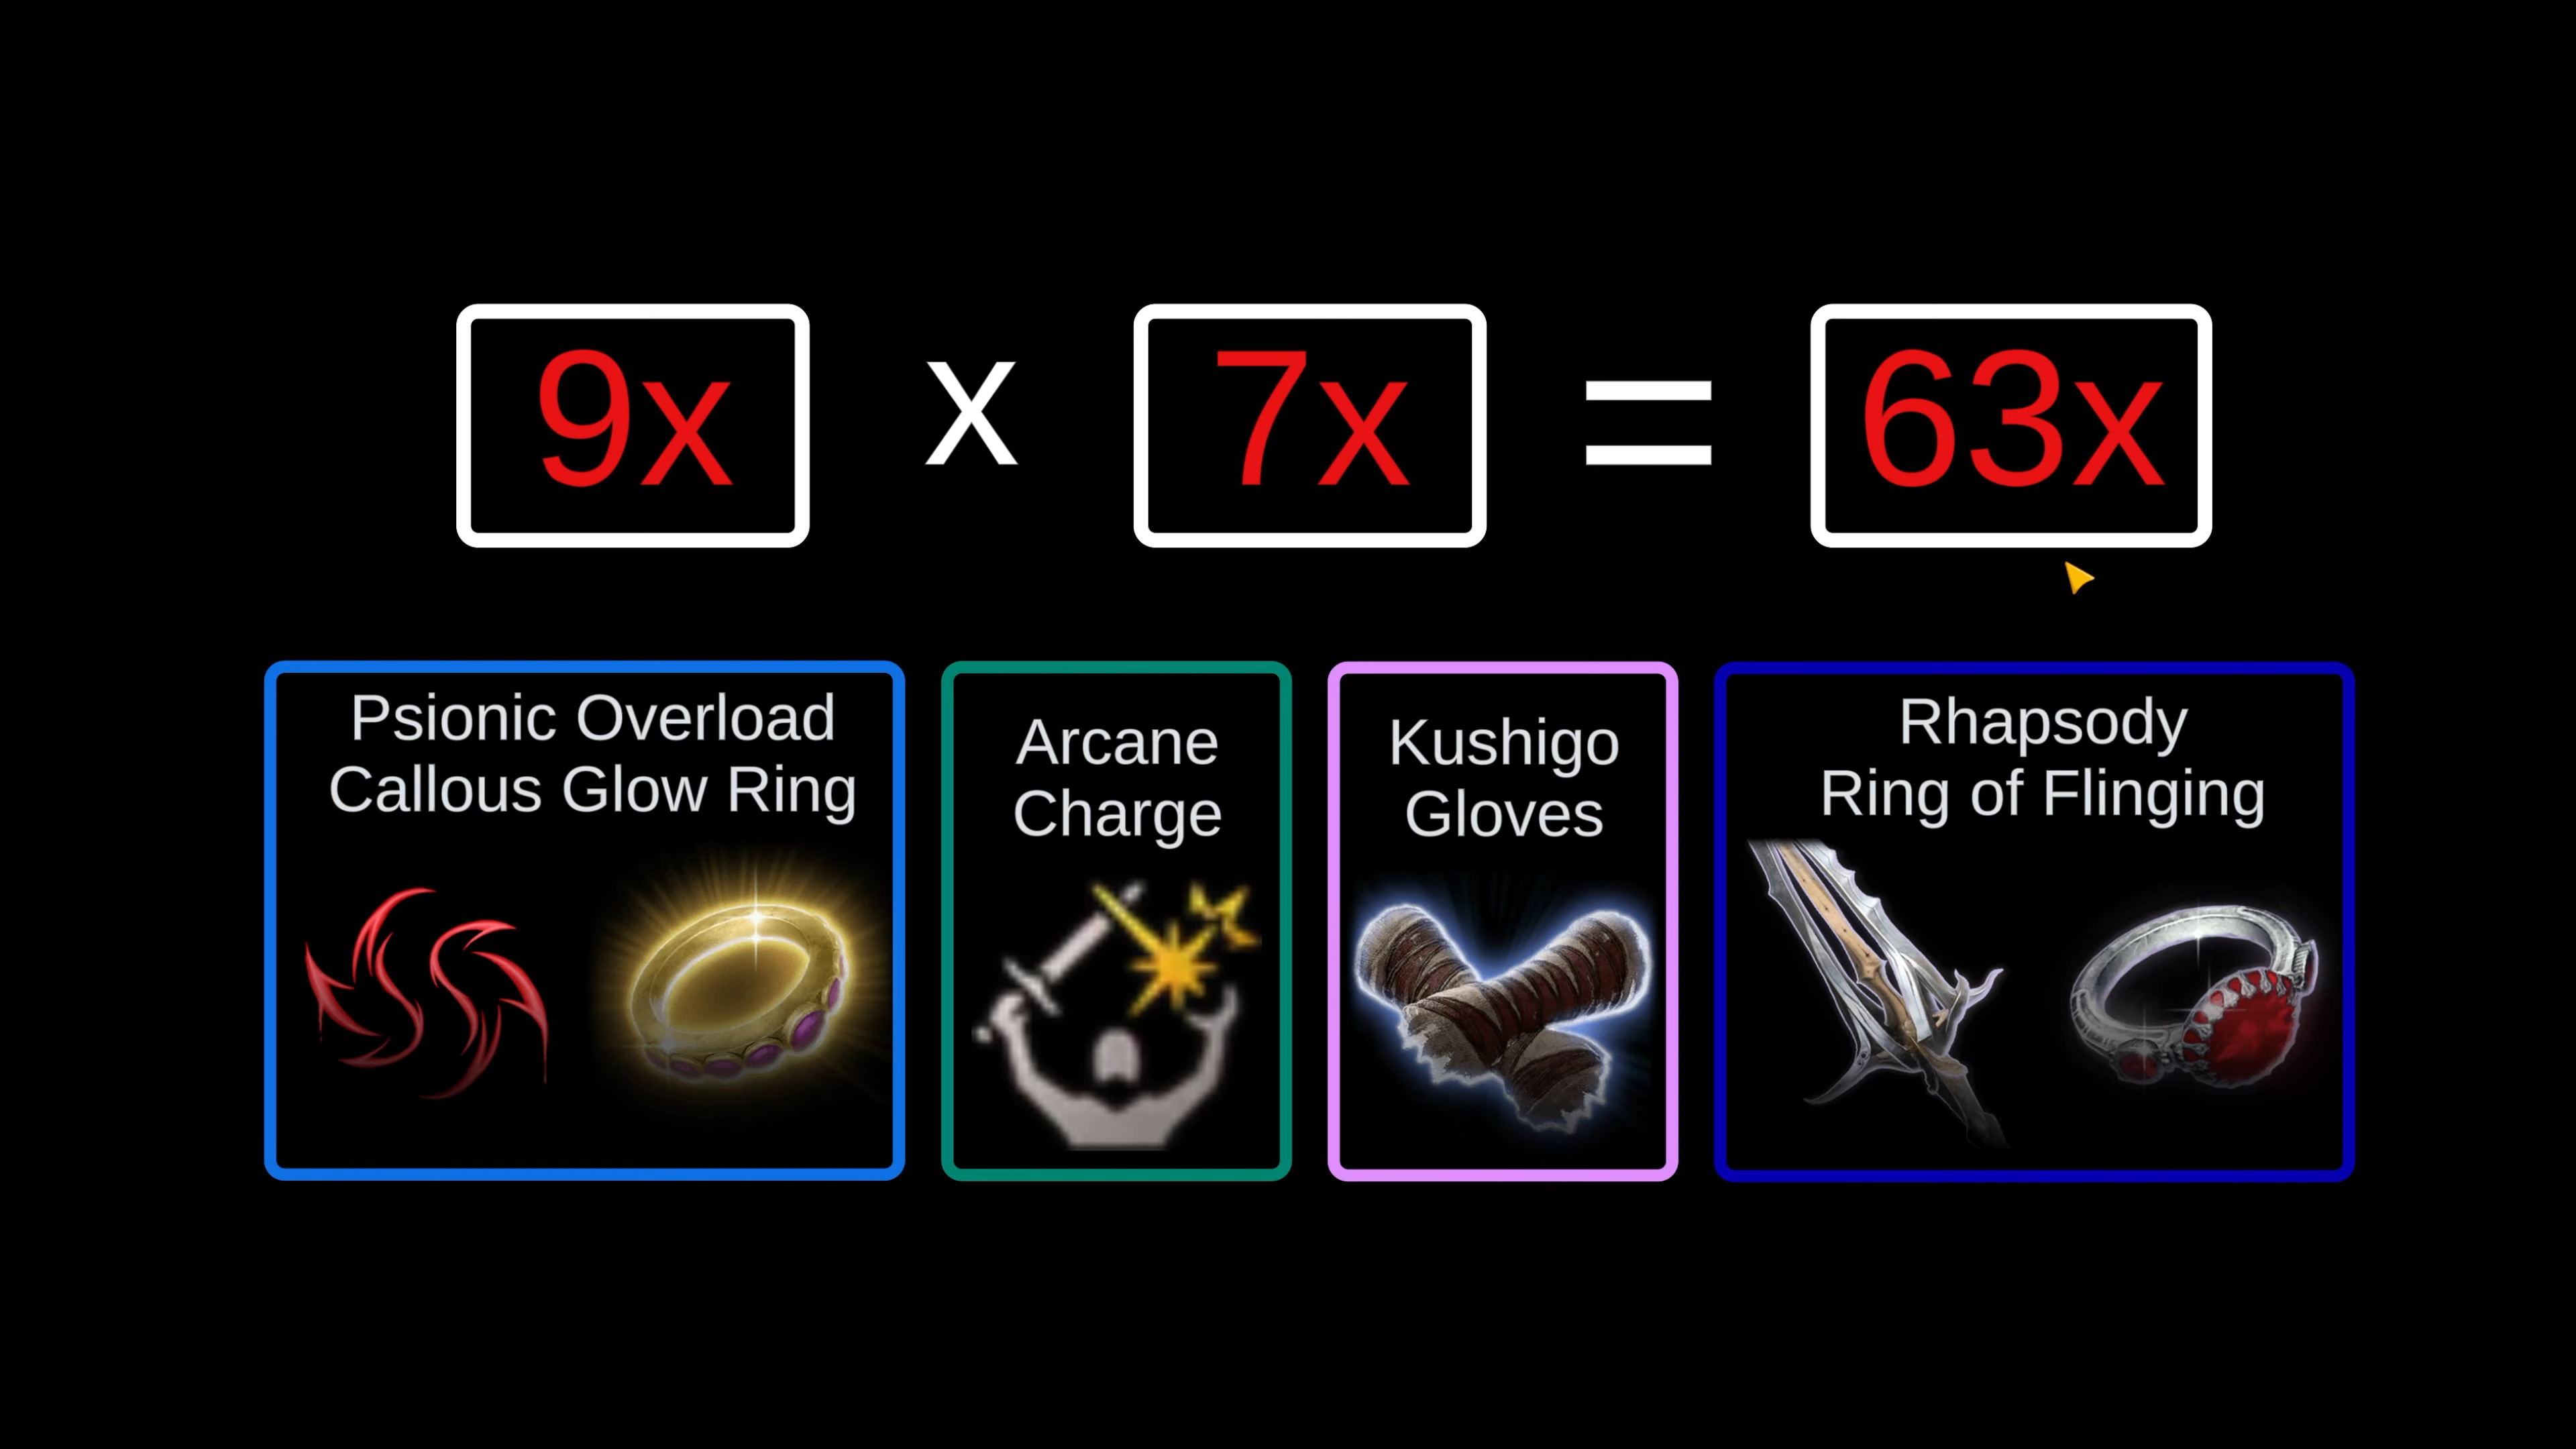 9x x 7x = 63x
Psionic Overload
Callous Glow Ring
Arcane
Charge
Kushigo
Gloves
Rhapsody
Ring of Flinging